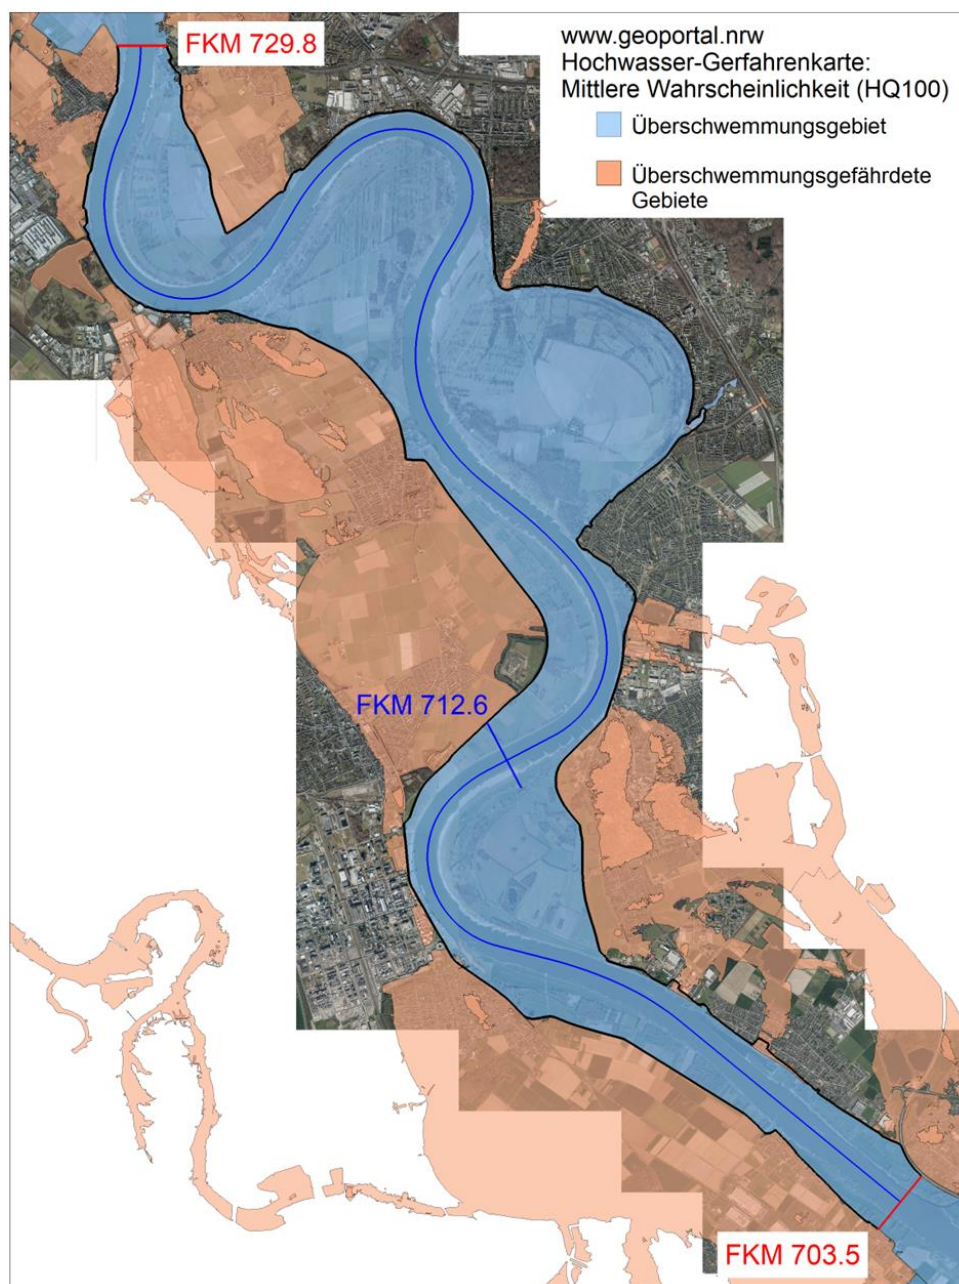 FKM 729.8
www.geoportal.nrw
Hochwasser-Gerfahrenkarte:
Mittlere Wahrscheinlichkeit (HQ100)
Überschwemmungsgebiet
Überschwemmungsgefährdete
Gebiete
FKM 712.6
FKM 703.5